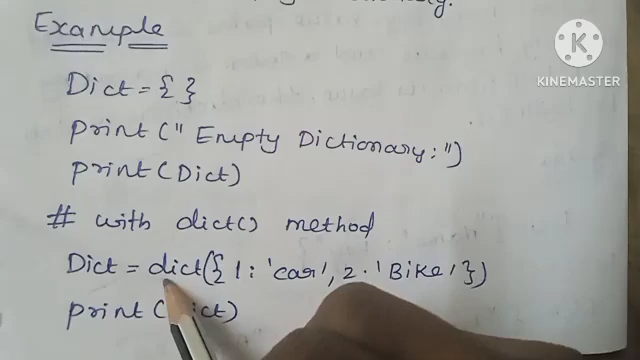 Example
Dict = { }
print (" Empty Dictionary : ")
print (Dict)
# with dict() method
Dict = dict({ 1 : 'car', 2 . 'Bike' })
print ( ict)
KINEMASTER